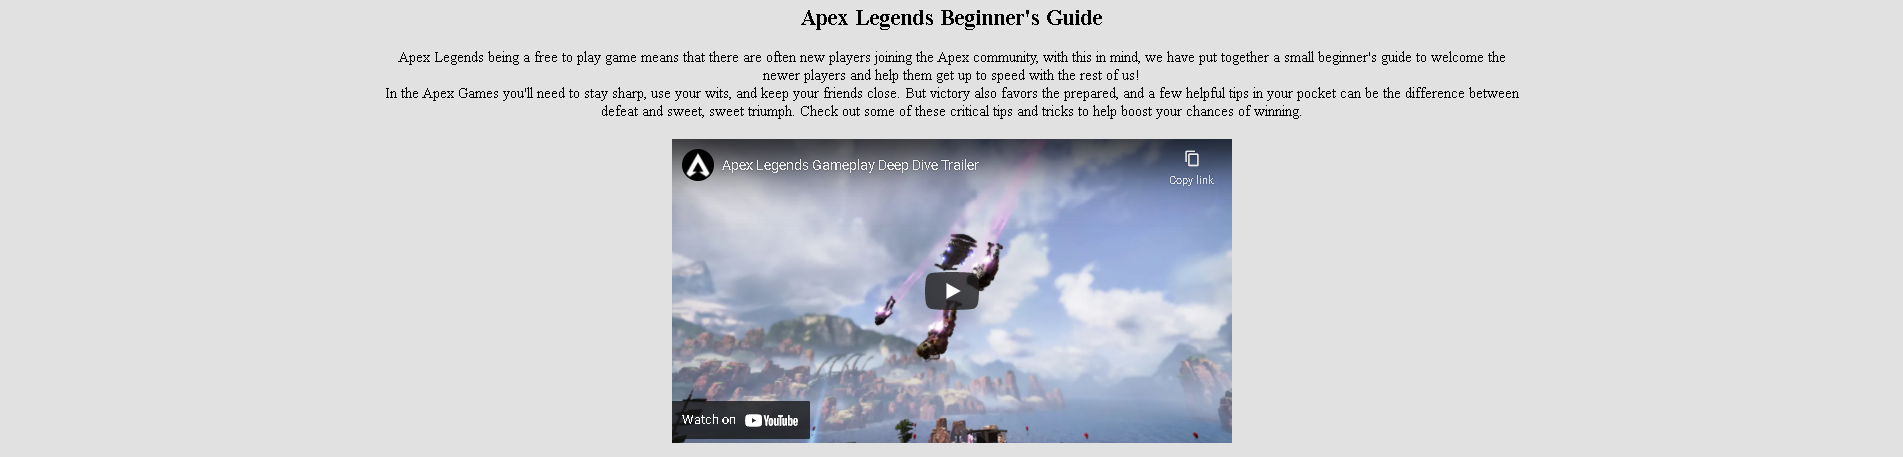 Apex Legends Beginner's Guide
Apex Legends being a free to play game means that there are often new players joining the Apex community, with this in mind, we have put together a small beginner's guide to welcome the
newer players and help them get up to speed with the rest of us!
In the Apex Games you'll need to stay sharp, use your wits, and keep your friends close. But victory also favors the prepared, and a few helpful tips in your pocket can be the difference between
defeat and sweet, sweet triumph. Check out some of these critical tips and tricks to help boost your chances of winning.
Apex Legends Gameplay Deep Dive Trailer
Copy link
Watch on YouTube